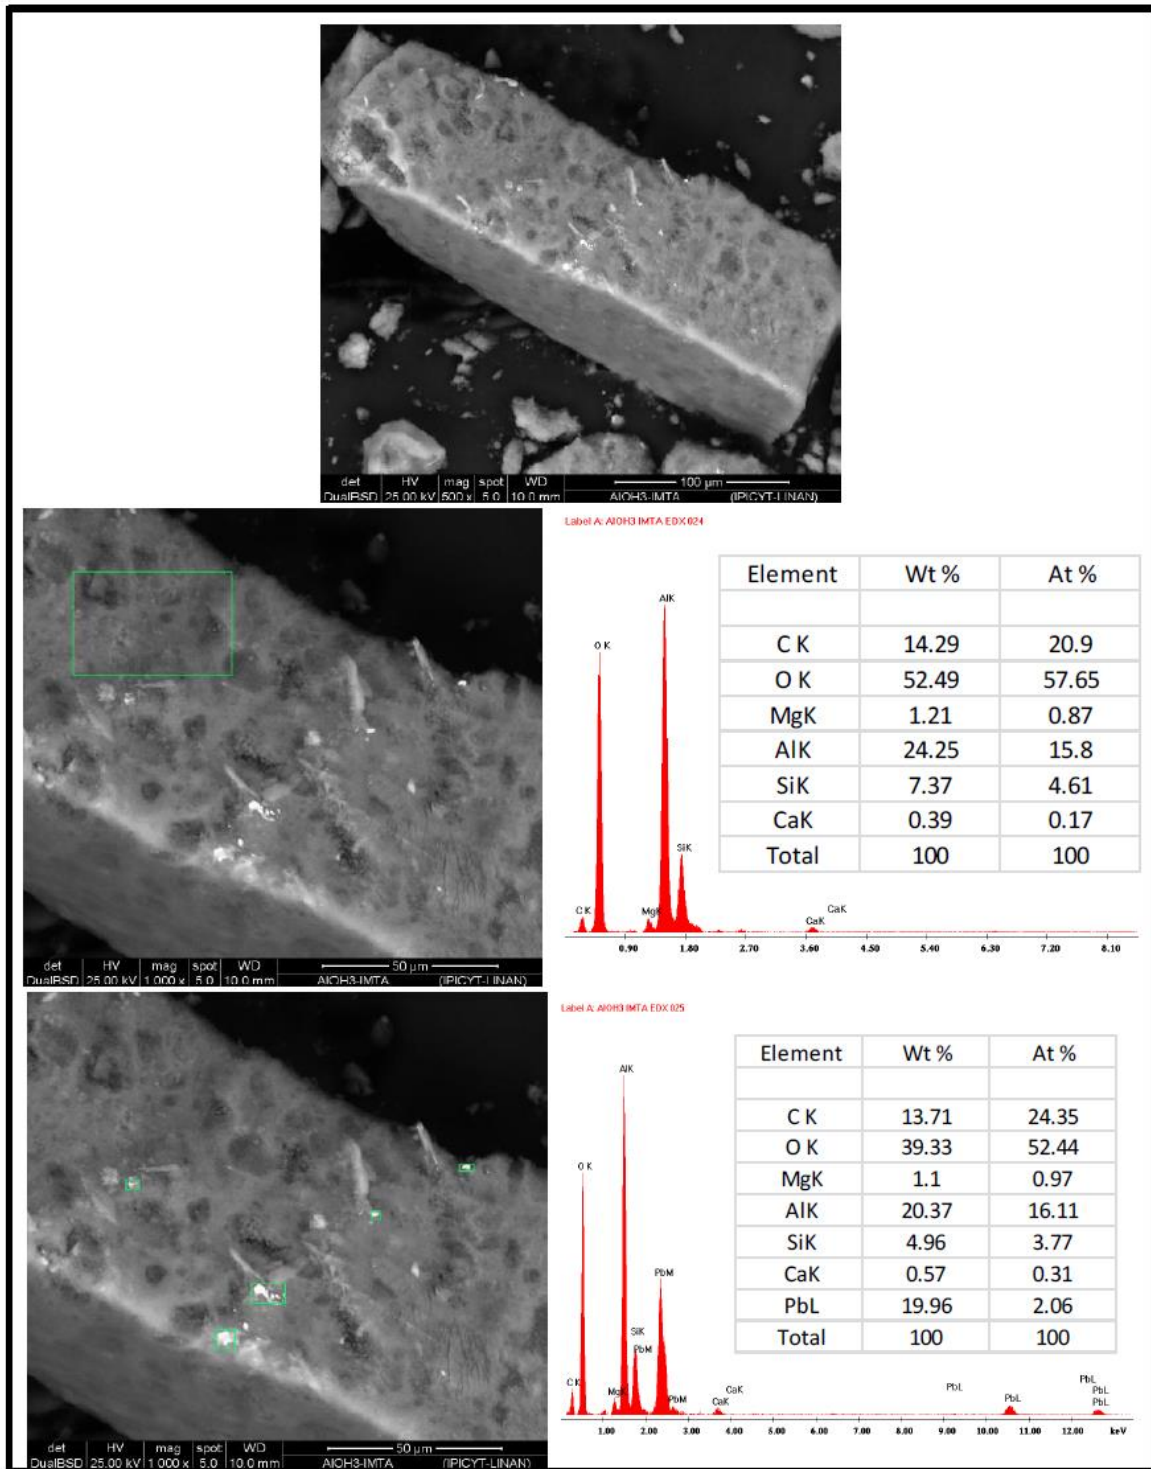 det HV mag spot WD 100 µm
DualBSD 25.00 kV 500 x 5.0 10.0 mm AlOH3-IMTA (IPICYT-LINAN)
Label A: AlOH3 IMTA EDX 024
Element Wt % At %
C K 14.29 20.9
O K 52.49 57.65
MgK 1.21 0.87
AlK 24.25 15.8
SiK 7.37 4.61
CaK 0.39 0.17
Total 100 100
AlK
O K
SiK
C K
MgK
CaK
CaK
0.90 1.80 2.70 3.60 4.50 5.40 6.30 7.20 8.10
det HV mag spot WD 50 µm
DualBSD 25.00 kV 1 000 x 5.0 10.0 mm AlOH3-IMTA (IPICYT-LINAN)
Label A: AlOH3 IMTA EDX 025
Element Wt % At %
C K 13.71 24.35
O K 39.33 52.44
MgK 1.1 0.97
AlK 20.37 16.11
SiK 4.96 3.77
CaK 0.57 0.31
PbL 19.96 2.06
Total 100 100
AlK
O K
PbM
SiK
PbM
C K
MgK
PbM
CaK
CaK
PbL
PbL
PbL
PbL
PbL
1.00 2.00 3.00 4.00 5.00 6.00 7.00 8.00 9.00 10.00 11.00 12.00 keV
det HV mag spot WD 50 µm
DualBSD 25.00 kV 1 000 x 5.0 10.0 mm AlOH3-IMTA (IPICYT-LINAN)